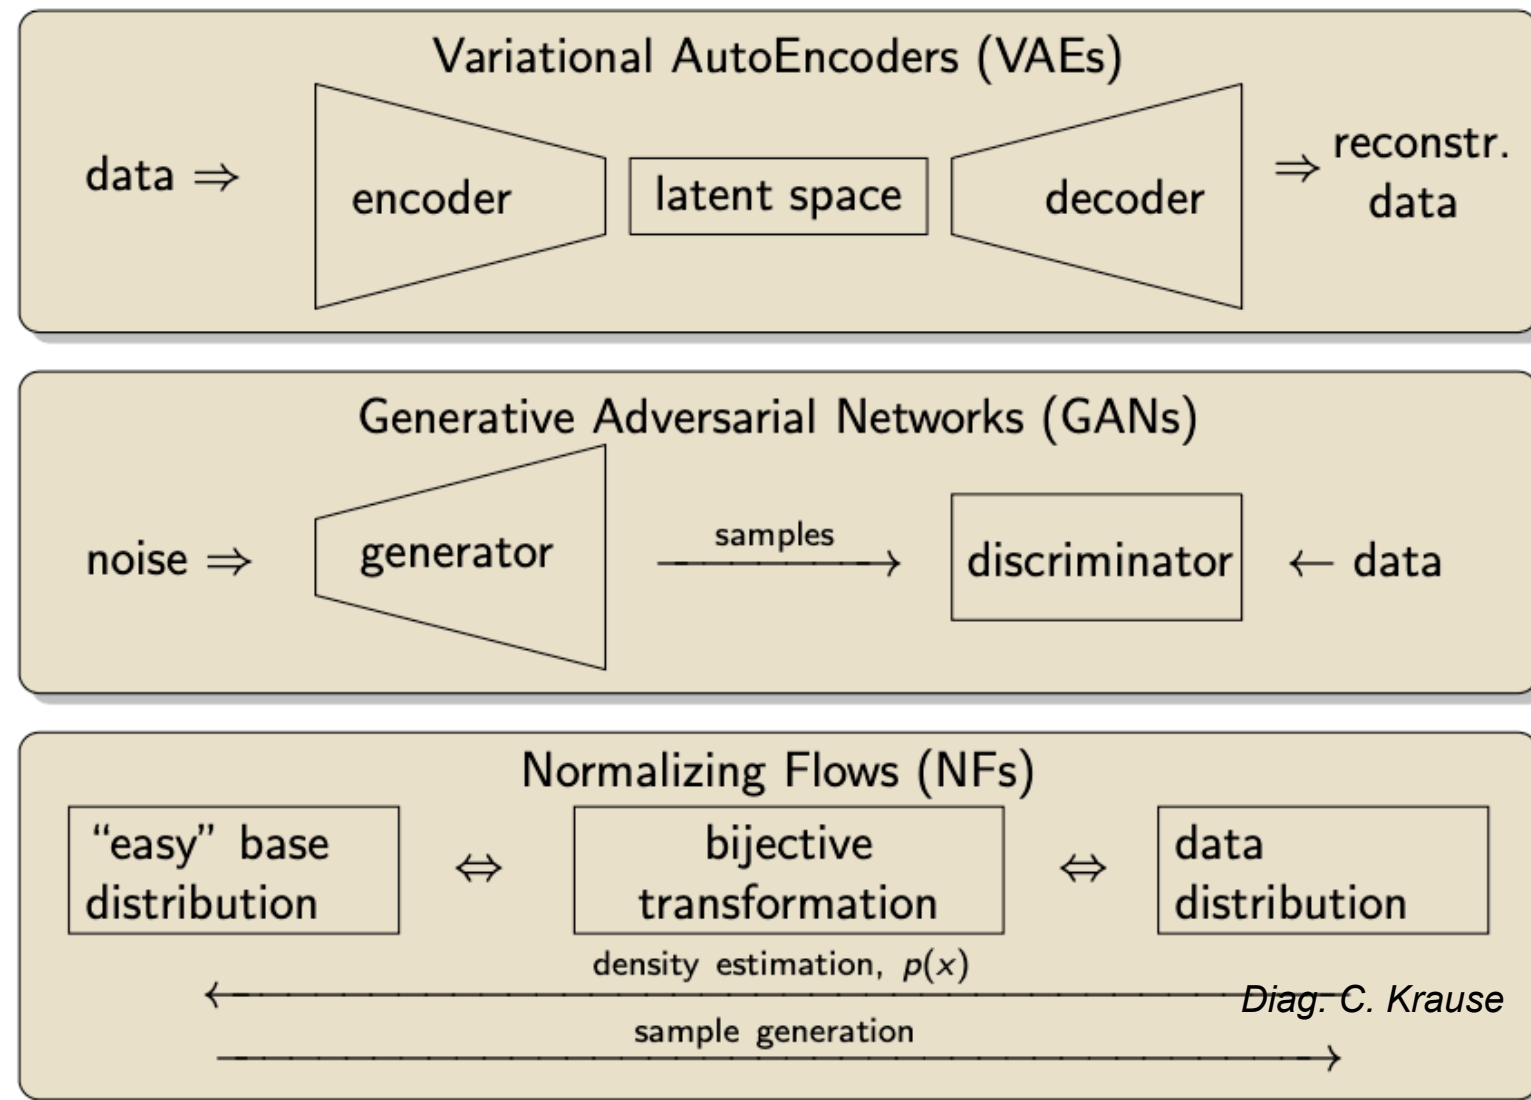 Variational AutoEncoders (VAEs)
data ⇒ encoder latent space decoder ⇒ reconstr.
data
Generative Adversarial Networks (GANs)
noise ⇒ generator samples discriminator ← data
Normalizing Flows (NFs)
“easy” base
distribution
⇔
bijective
transformation
⇔
data
distribution
density estimation, p(x)
Diag. C. Krause
sample generation